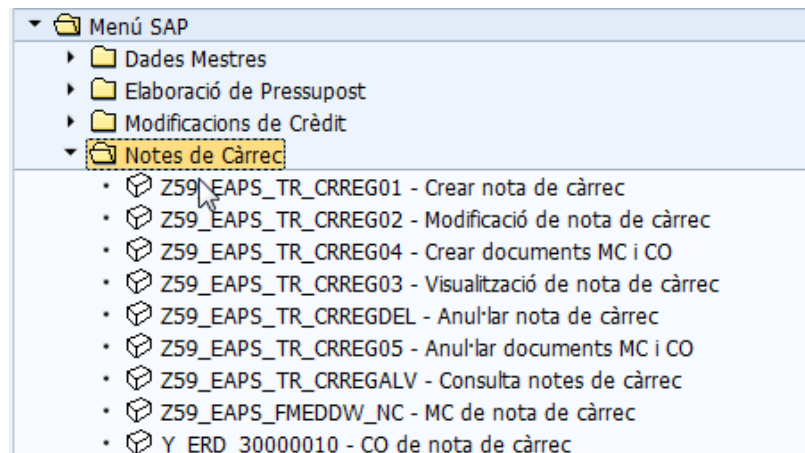 Menú SAP
Dades Mestres
Elaboració de Pressupost
Modificacions de Crèdit
Notes de Càrrec
Z59_EAPS_TR_CRREG01 - Crear nota de càrrec
Z59_EAPS_TR_CRREG02 - Modificació de nota de càrrec
Z59_EAPS_TR_CRREG04 - Crear documents MC i CO
Z59_EAPS_TR_CRREG03 - Visualització de nota de càrrec
Z59_EAPS_TR_CRREGDEL - Anul·lar nota de càrrec
Z59_EAPS_TR_CRREG05 - Anul·lar documents MC i CO
Z59_EAPS_TR_CRREGALV - Consulta notes de càrrec
Z59_EAPS_FMEDDW_NC - MC de nota de càrrec
Y_ERD_30000010 - CO de nota de càrrec